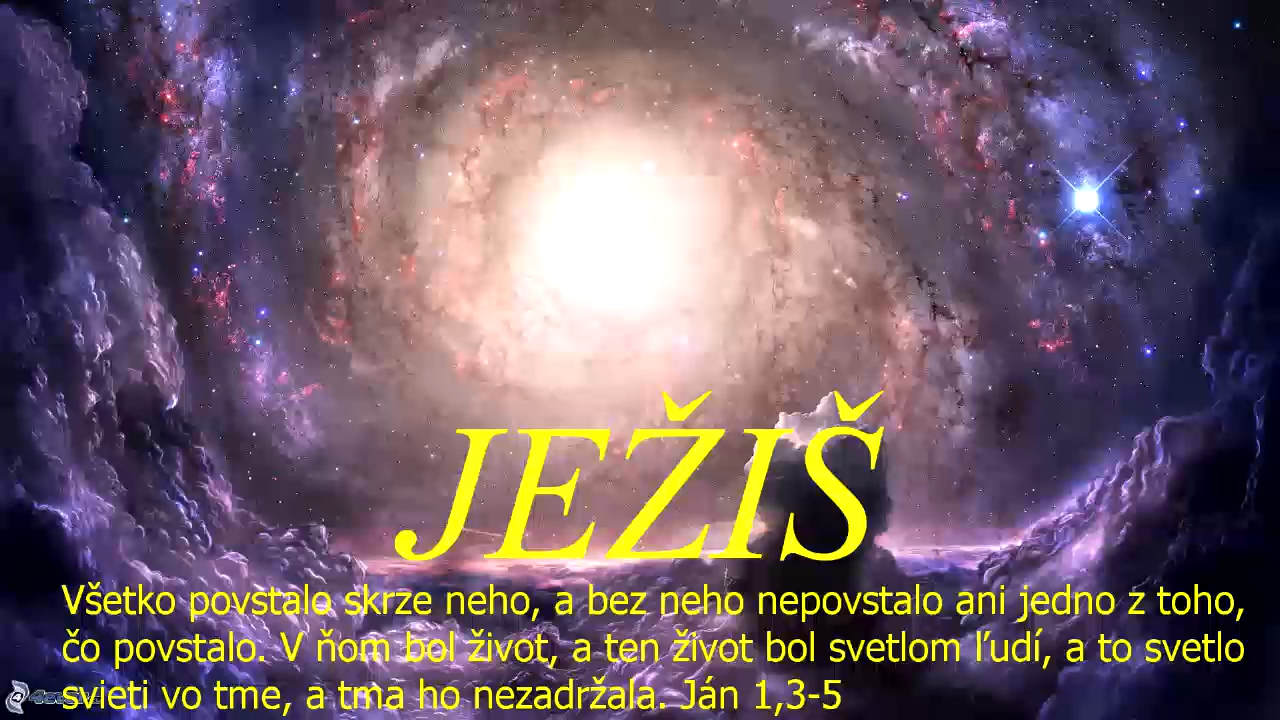 JEŽIŠ
Všetko povstalo skrze neho, a bez neho nepovstalo ani jedno z toho,
čo povstalo. V ňom bol život, a ten život bol svetlom ľudí, a to svetlo
svieti vo tme, a tma ho nezadržala. Ján 1,3-5